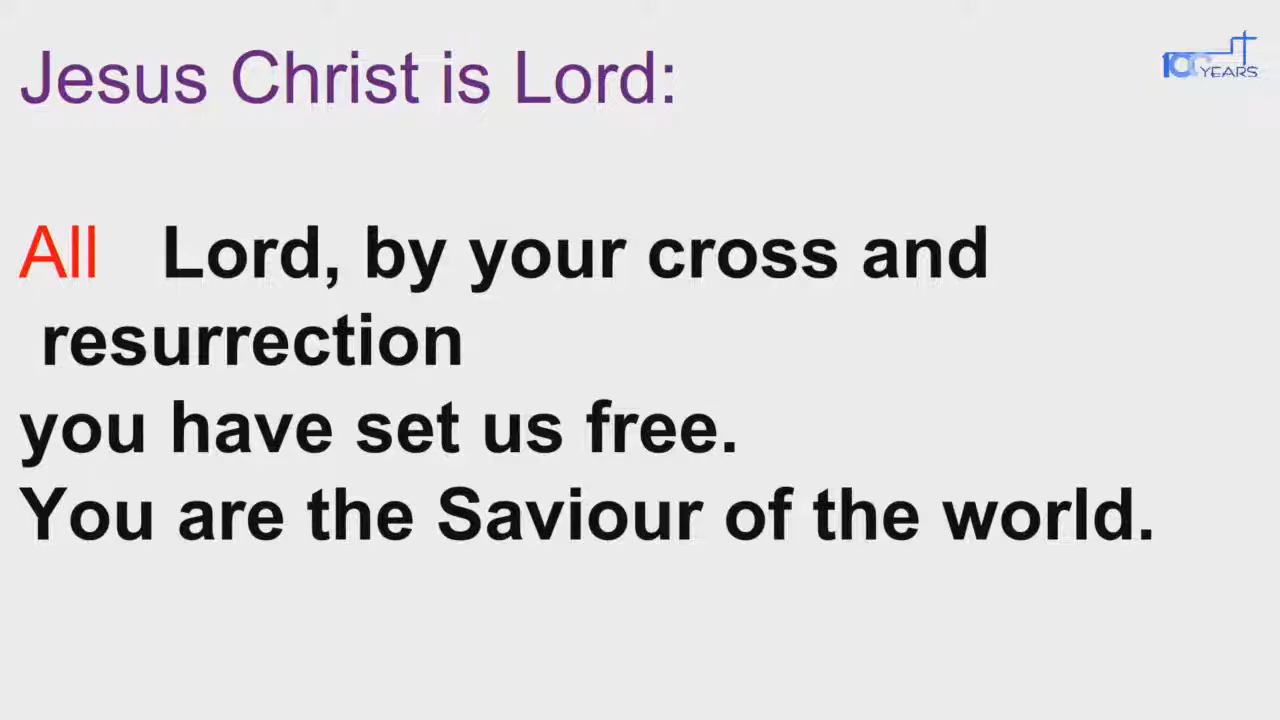 Jesus Christ is Lord:
100 YEARS
All Lord, by your cross and
resurrection
you have set us free.
You are the Saviour of the world.